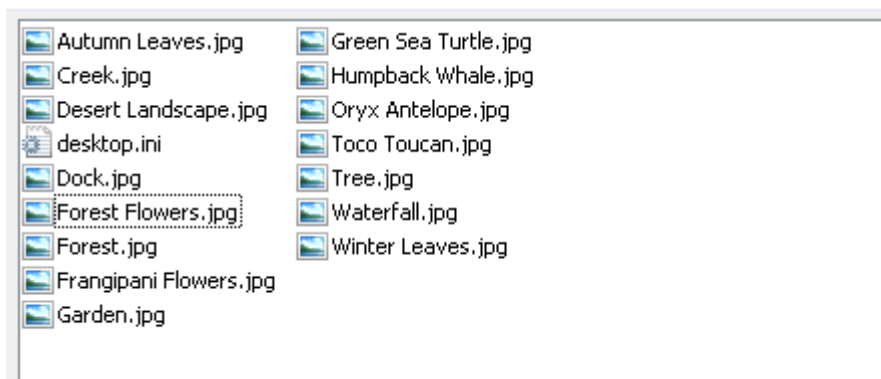 Autumn Leaves.jpg
Creek.jpg
Desert Landscape.jpg
desktop.ini
Dock.jpg
Forest Flowers.jpg
Forest.jpg
Frangipani Flowers.jpg
Garden.jpg
Green Sea Turtle.jpg
Humpback Whale.jpg
Oryx Antelope.jpg
Toco Toucan.jpg
Tree.jpg
Waterfall.jpg
Winter Leaves.jpg